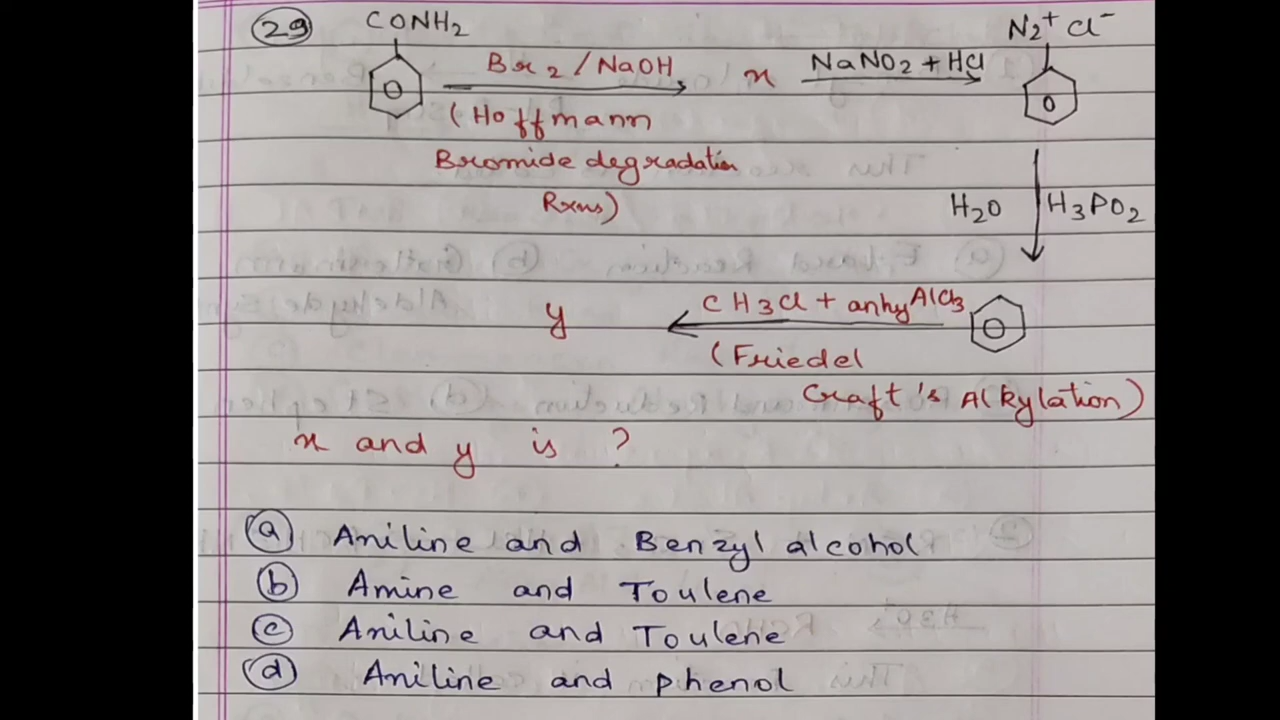 29 CONH2 N2+ Cl-
Br2/NaOH x NaNO2 + HCl
(Hoffmann
Bromide degradation
Rxns)
H2O H3PO2
y CH3Cl + anhy AlCl3
(Friedel
Craft's Alkylation)
x and y is ?
(a) Aniline and Benzyl alcohol
(b) Amine and Toulene
(c) Aniline and Toulene
(d) Aniline and phenol